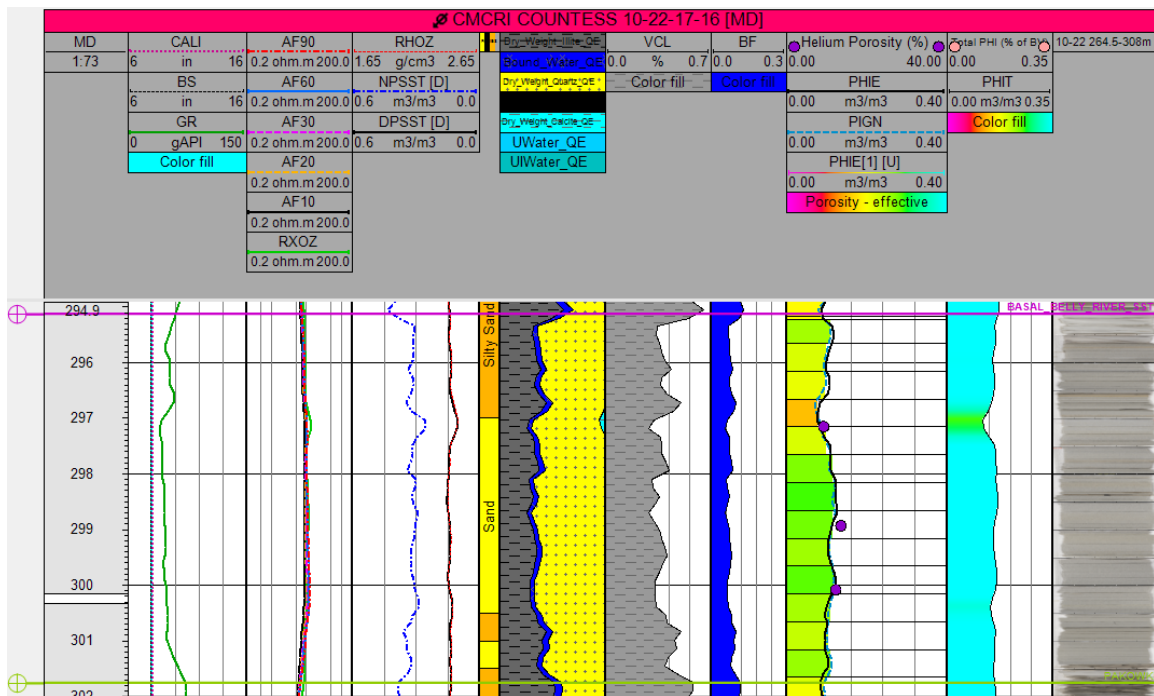 CMCRI COUNTESS 10-22-17-16 [MD]
MD
1:73
CALI
6 in 16
BS
6 in 16
GR
0 gAPI 150
Color fill
AF90
0.2 ohm.m 200.0
AF60
0.2 ohm.m 200.0
AF30
0.2 ohm.m 200.0
AF20
0.2 ohm.m 200.0
AF10
0.2 ohm.m 200.0
RXOZ
0.2 ohm.m 200.0
RHOZ
1.65 g/cm3 2.65
NPSST [D]
0.6 m3/m3 0.0
DPSST [D]
0.6 m3/m3 0.0
Dry_Weight_Illite_QE
Bound_Water_QE
Dry_Weight_Quartz_QE
Dry_Weight_Calcite_QE
UWater_QE
UIWater_QE
VCL
0.0 % 0.7
Color fill
BF
0.0 0.3
Color fill
Helium Porosity (%)
0.00 40.00
PHIE
0.00 m3/m3 0.40
PIGN
0.00 m3/m3 0.40
PHIE[1] [U]
0.00 m3/m3 0.40
Porosity - effective
Total PHI (% of BV)
0.00 0.35
PHIT
0.00 m3/m3 0.35
Color fill
10-22 264.5-308m
294.9
BASAL_BELLY_RIVER_SST
Silty Sand
296
297
298
Sand
299
300
301
302